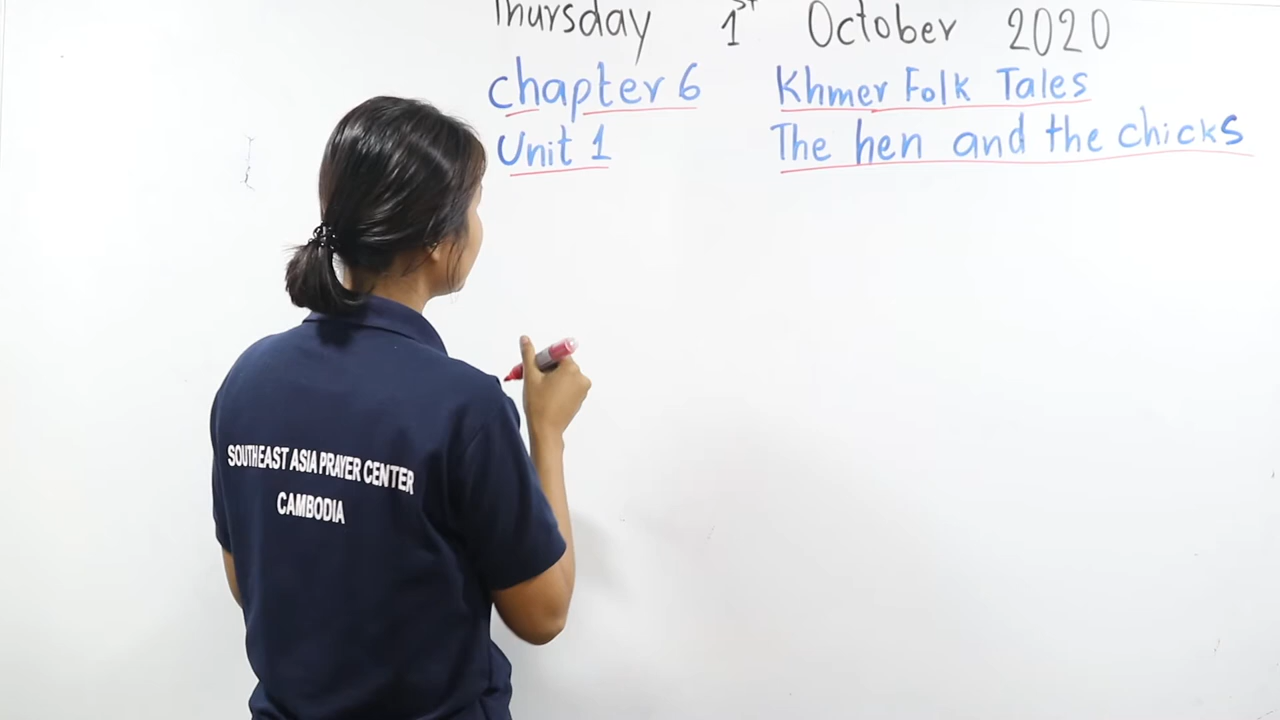 Thursday 1st October 2020
chapter 6 Khmer Folk Tales
Unit 1 The hen and the chicks
SOUTHEAST ASIA PRAYER CENTER
CAMBODIA